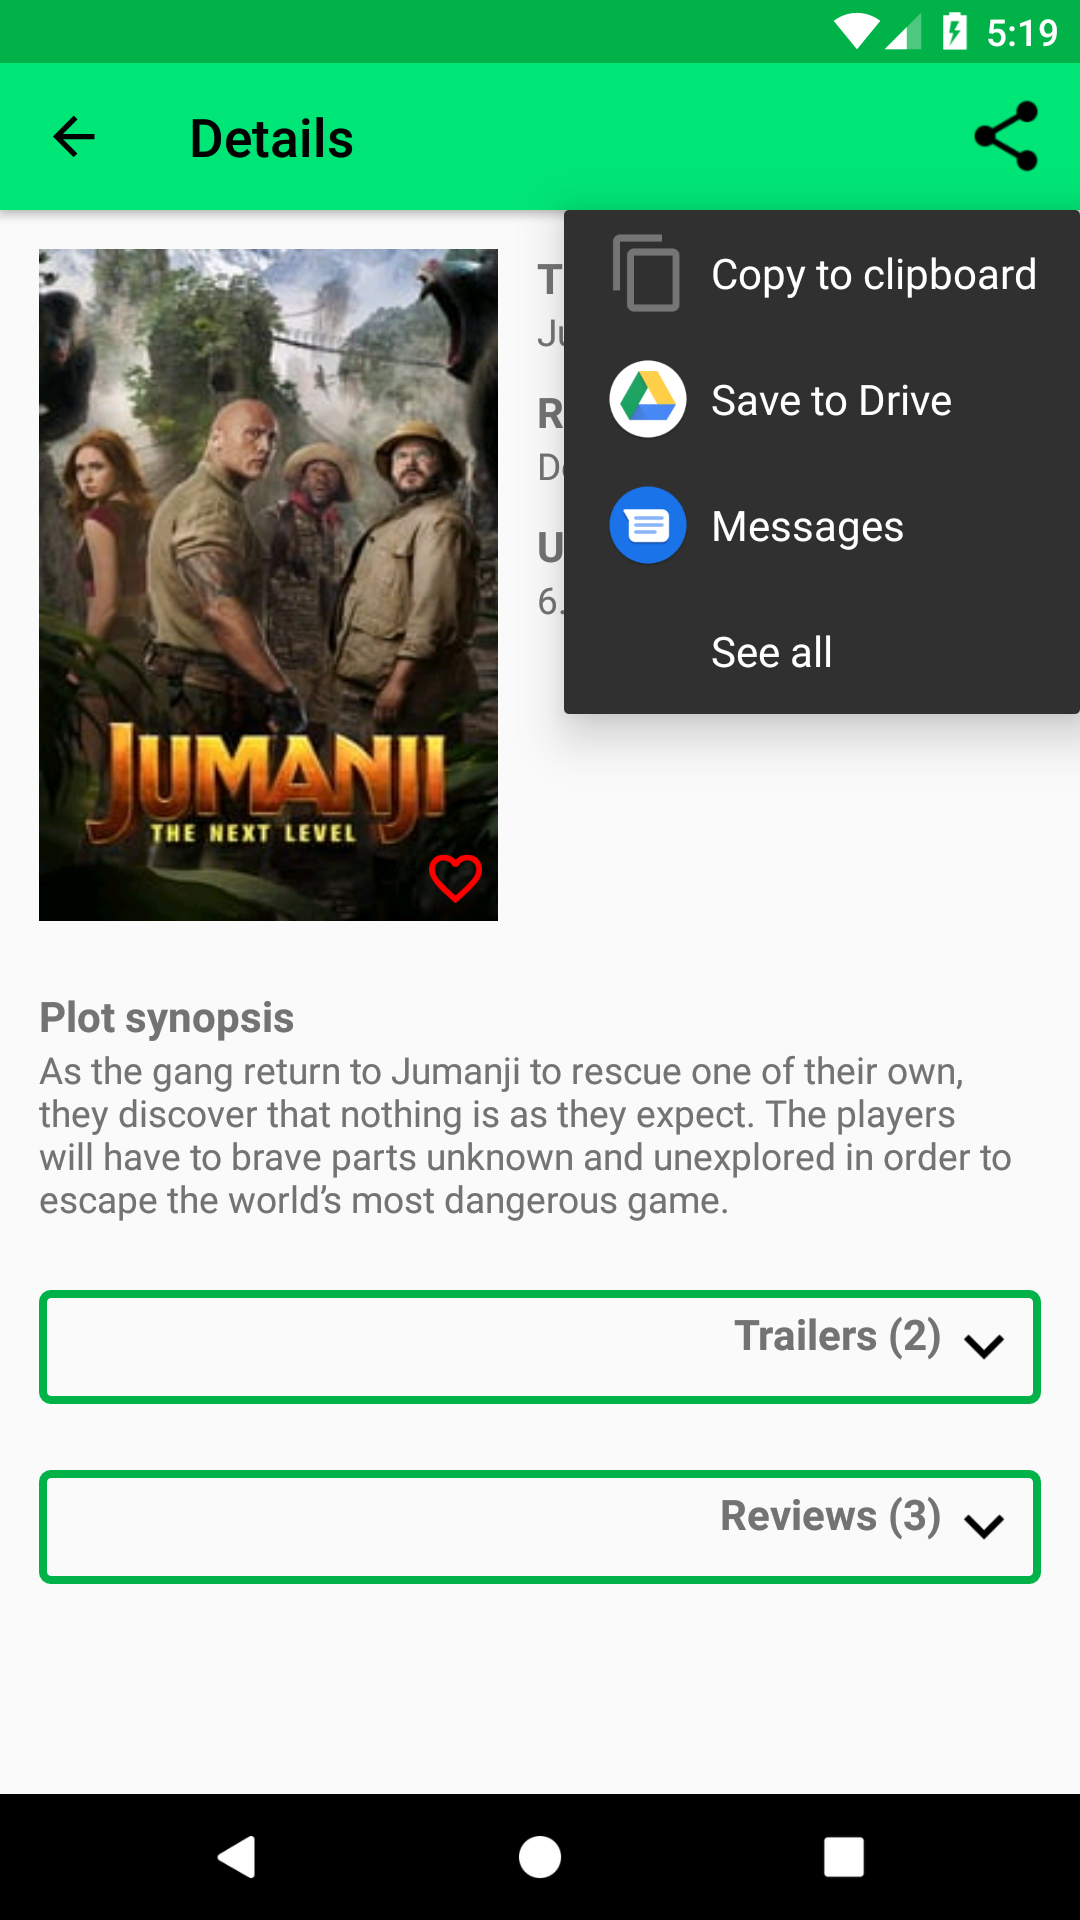 5:19
Details
Copy to clipboard
Save to Drive
Messages
See all
T
Ju
R
U
6.
JUMANJI
THE NEXT LEVEL
Plot synopsis
As the gang return to Jumanji to rescue one of their own,
they discover that nothing is as they expect. The players
will have to brave parts unknown and unexplored in order to
escape the world’s most dangerous game.
Trailers (2)
Reviews (3)